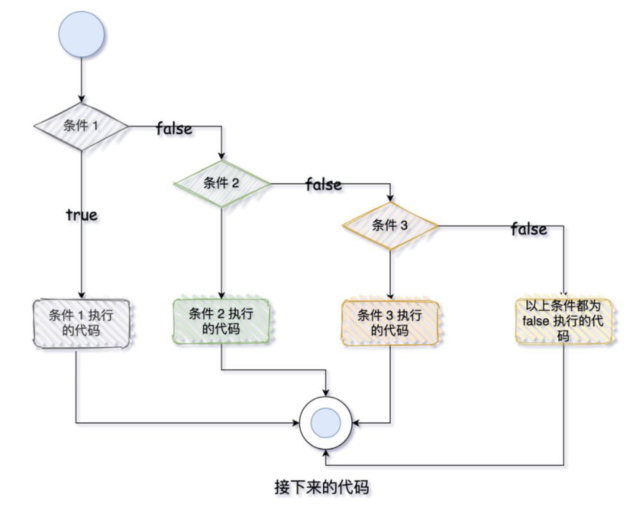 条件 1
false
条件 2
false
条件 3
false
true
条件 1 执行
的代码
条件 2 执行
的代码
条件 3 执行
的代码
以上条件都为
false 执行的代
码
接下来的代码